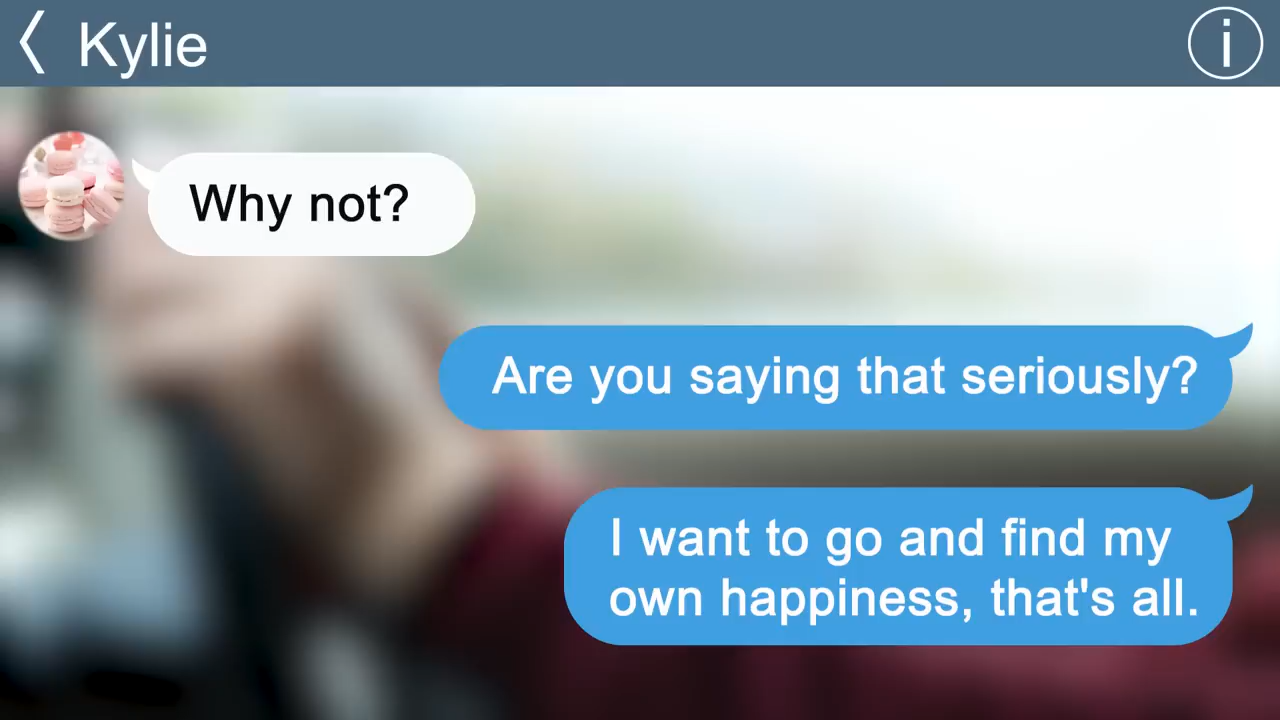 Kylie
Why not?
Are you saying that seriously?
I want to go and find my
own happiness, that's all.